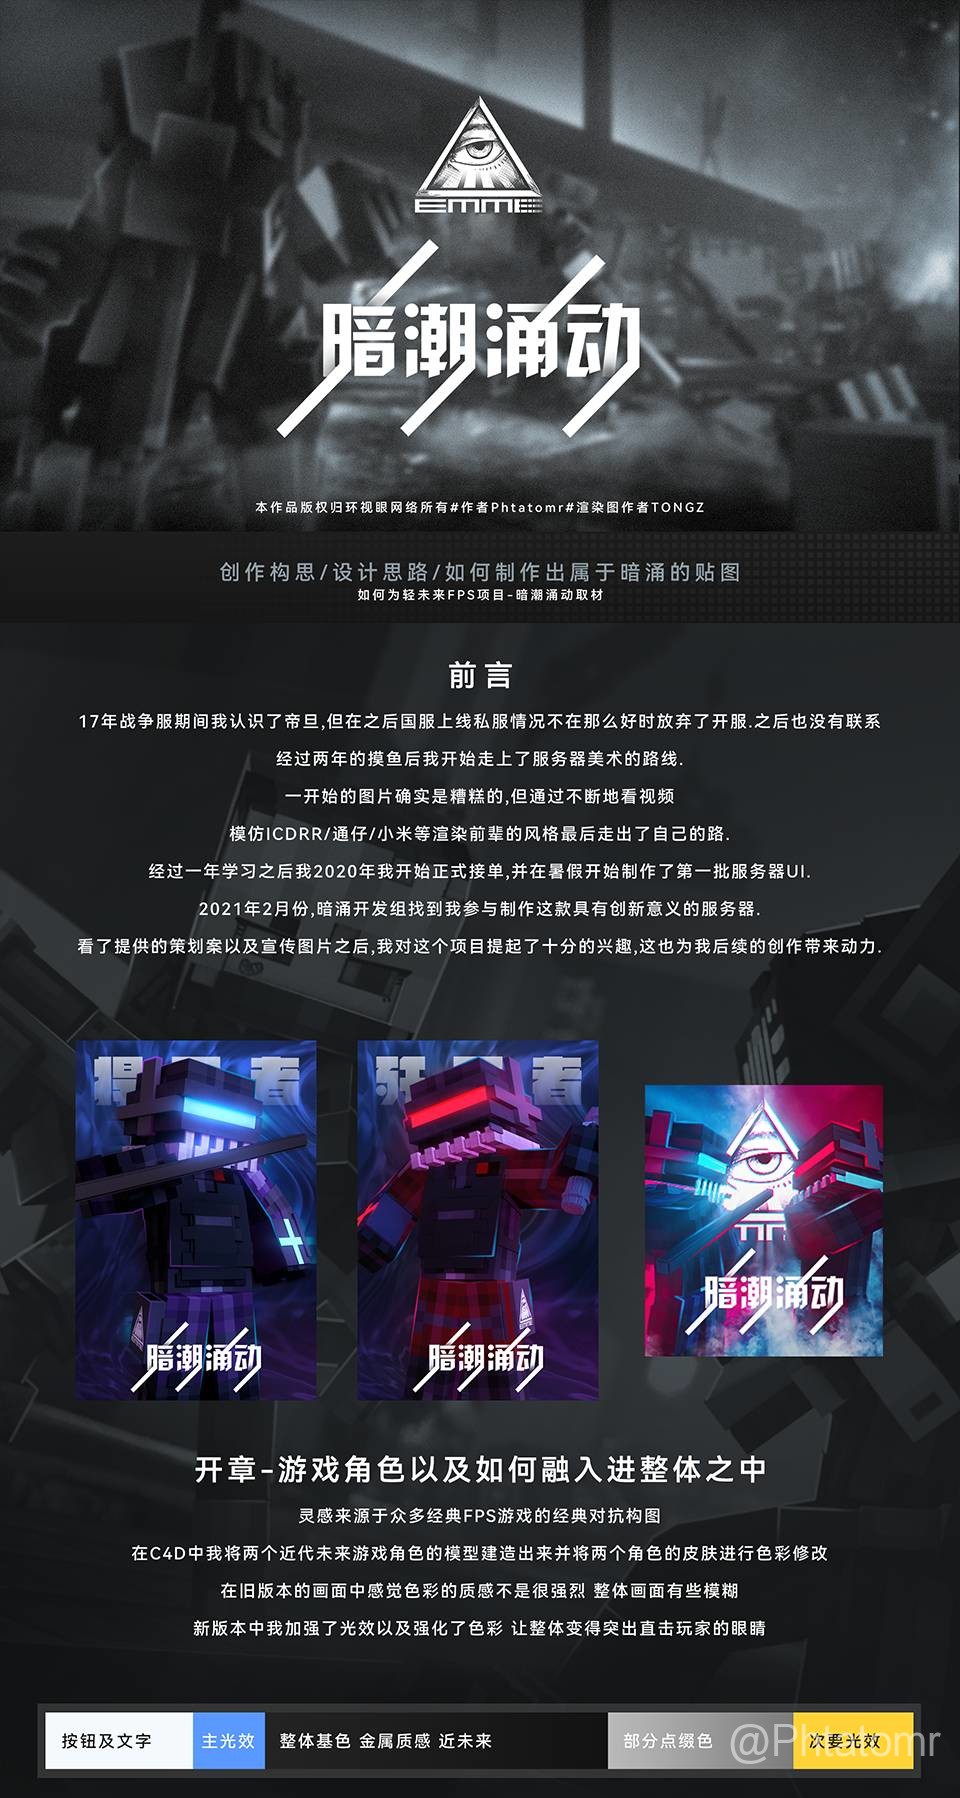 EMME
暗潮涌动
本作品版权归环视眼网络所有#作者Phtatomr#渲染图作者TONGZ
创作构思/设计思路/如何制作出属于暗涌的贴图
如何为轻未来FPS项目-暗潮涌动取材
前言
17年战争服期间我认识了帝旦,但在之后国服上线私服情况不在那么好时放弃了开服.之后也没有联系
经过两年的摸鱼后我开始走上了服务器美术的路线.
一开始的图片确实是糟糕的,但通过不断地看视频
模仿ICDRR/通仔/小米等渲染前辈的风格最后走出了自己的路.
经过一年学习之后我2020年我开始正式接单,并在暑假开始制作了第一批服务器UI.
2021年2月份,暗涌开发组找到我参与制作这款具有创新意义的服务器.
看了提供的策划案以及宣传图片之后,我对这个项目提起了十分的兴趣,这也为我后续的创作带来动力.
者
者
暗潮涌动
暗潮涌动
暗潮涌动
开章-游戏角色以及如何融入进整体之中
灵感来源于众多经典FPS游戏的经典对抗构图
在C4D中我将两个近代未来游戏角色的模型建造出来并将两个角色的皮肤进行色彩修改
在旧版本的画面中感觉色彩的质感不是很强烈 整体画面有些模糊
新版本中我加强了光效以及强化了色彩 让整体变得突出直击玩家的眼睛
按钮及文字 主光效 整体基色 金属质感 近未来 部分点缀色 次要光效
@Phtatomr